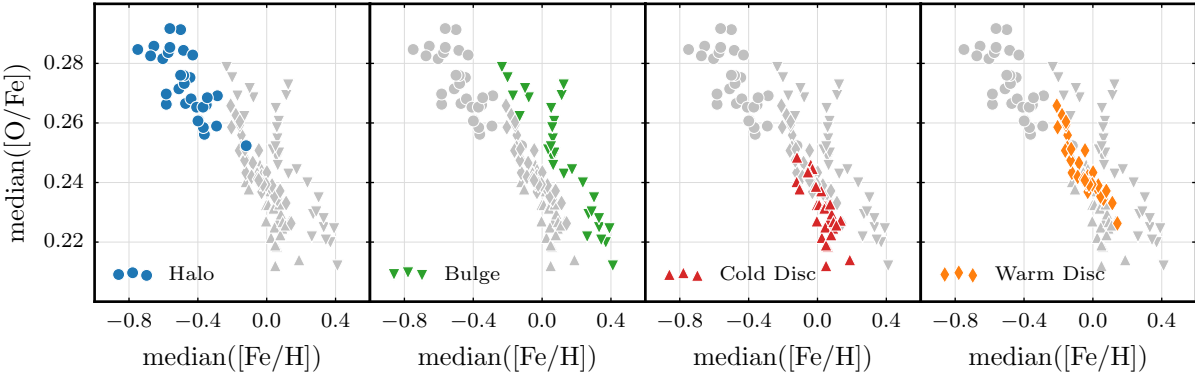 median([O/Fe])
0.28
0.26
0.24
0.22
Halo
Bulge
Cold Disc
Warm Disc
−0.8 −0.4 0.0 0.4
−0.8 −0.4 0.0 0.4
−0.8 −0.4 0.0 0.4
−0.8 −0.4 0.0 0.4
median([Fe/H])
median([Fe/H])
median([Fe/H])
median([Fe/H])